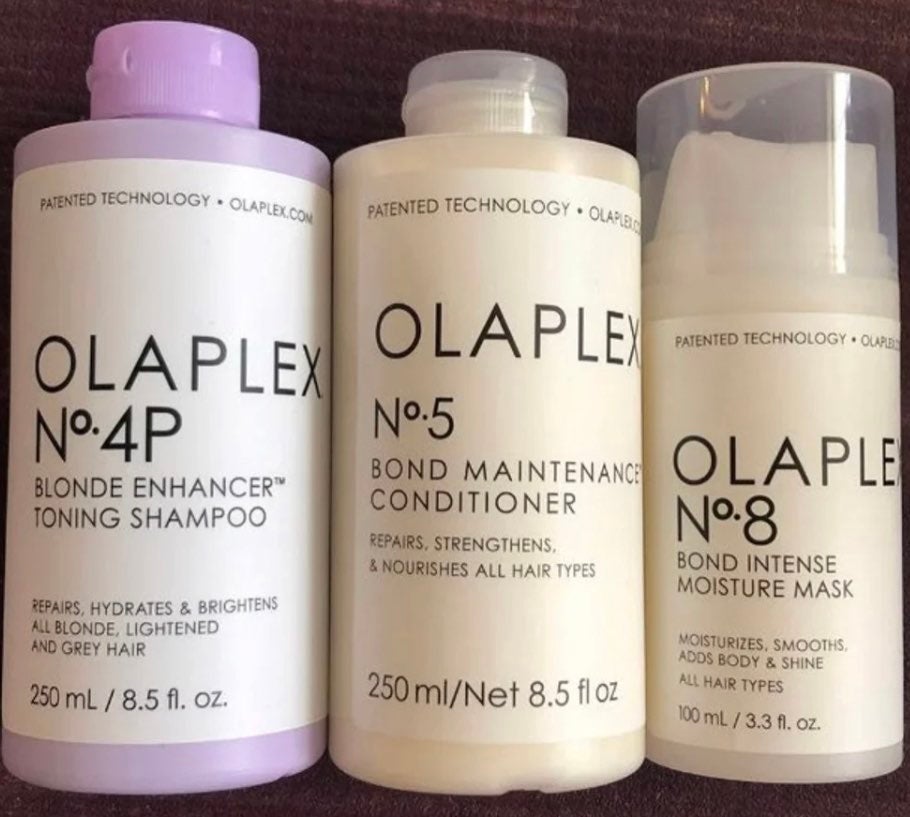 PATENTED TECHNOLOGY • OLAPLEX.COM
OLAPLEX
Nº.4P
BLONDE ENHANCER™
TONING SHAMPOO
REPAIRS, HYDRATES & BRIGHTENS
ALL BLONDE, LIGHTENED
AND GREY HAIR
250 mL / 8.5 fl. oz.
PATENTED TECHNOLOGY • OLAPLEX.CO
OLAPLEX
Nº.5
BOND MAINTENANCE
CONDITIONER
REPAIRS, STRENGTHENS,
& NOURISHES ALL HAIR TYPES
250 ml/Net 8.5 fl oz
PATENTED TECHNOLOGY • OLAPLEX.CO
OLAPLEX
Nº.8
BOND INTENSE
MOISTURE MASK
MOISTURIZES, SMOOTHS,
ADDS BODY & SHINE
ALL HAIR TYPES
100 mL / 3.3 fl. oz.